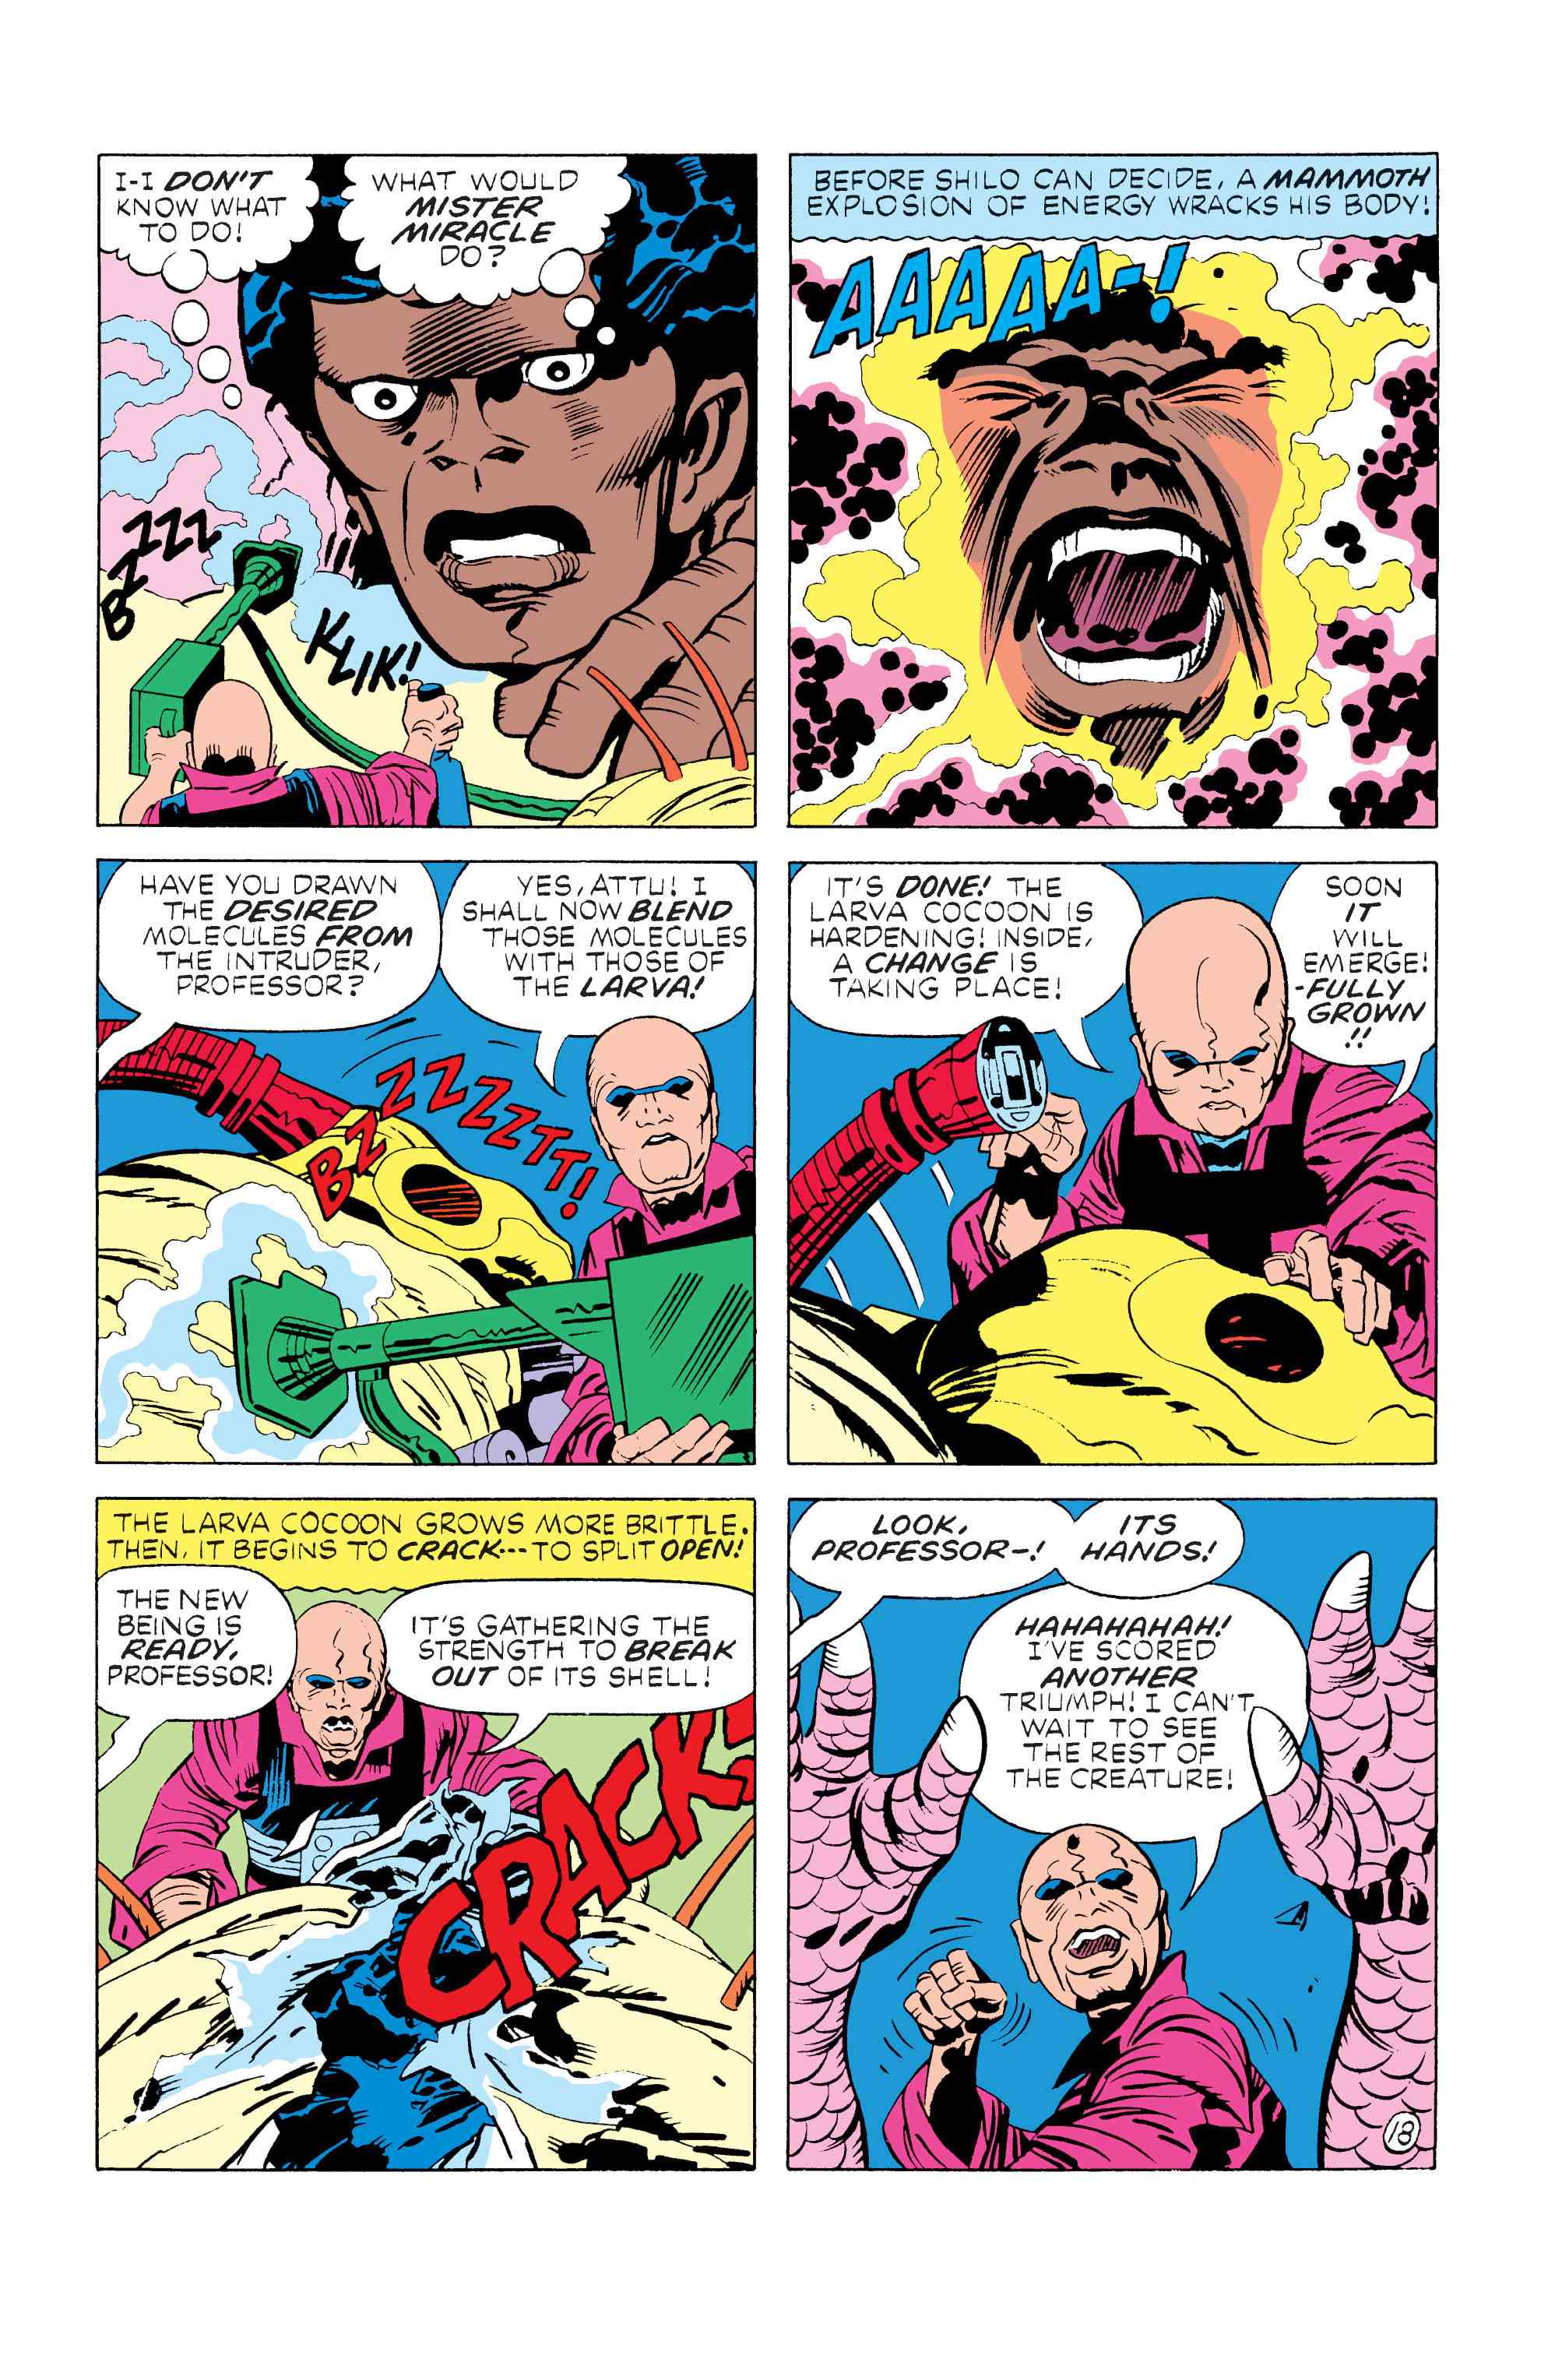 I-I DON'T
KNOW WHAT
TO DO!
WHAT WOULD
MISTER
MIRACLE
DO?
BZZZZ
KLIK!
BEFORE SHILO CAN DECIDE, A MAMMOTH
EXPLOSION OF ENERGY WRACKS HIS BODY!
AAAAA-!
HAVE YOU DRAWN
THE DESIRED
MOLECULES FROM
THE INTRUDER,
PROFESSOR?
YES, ATTU! I
SHALL NOW BLEND
THOSE MOLECULES
WITH THOSE OF
THE LARVA!
BZZZZZTT!
IT'S DONE! THE
LARVA COCOON IS
HARDENING! INSIDE,
A CHANGE IS
TAKING PLACE!
SOON
IT
WILL
EMERGE!
-FULLY
GROWN
!!
THE LARVA COCOON GROWS MORE BRITTLE.
THEN, IT BEGINS TO CRACK---TO SPLIT OPEN!
THE NEW
BEING IS
READY,
PROFESSOR!
IT'S GATHERING THE
STRENGTH TO BREAK
OUT OF ITS SHELL!
CRACK!
LOOK,
PROFESSOR-!
ITS
HANDS!
HAHAHAHAH!
I'VE SCORED
ANOTHER
TRIUMPH! I CAN'T
WAIT TO SEE
THE REST OF
THE CREATURE!
18